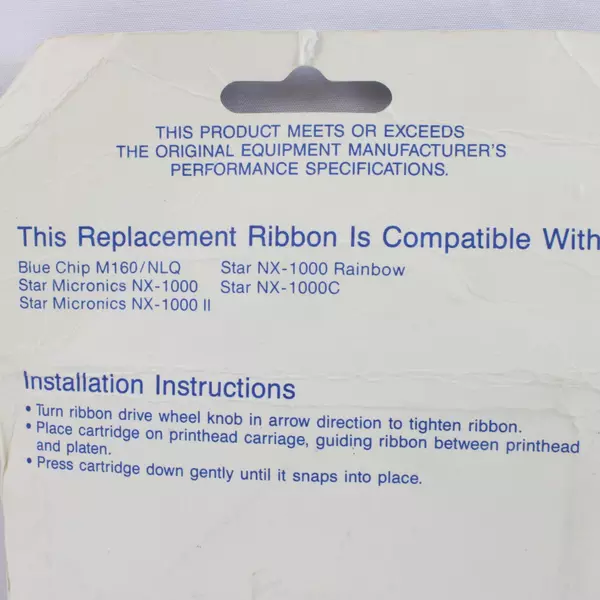 THIS PRODUCT MEETS OR EXCEEDS
THE ORIGINAL EQUIPMENT MANUFACTURER'S
PERFORMANCE SPECIFICATIONS.
This Replacement Ribbon Is Compatible With
Blue Chip M160/NLQ
Star Micronics NX-1000
Star Micronics NX-1000 II
Star NX-1000 Rainbow
Star NX-1000C
Installation Instructions
• Turn ribbon drive wheel knob in arrow direction to tighten ribbon.
• Place cartridge on printhead carriage, guiding ribbon between printhead
and platen.
• Press cartridge down gently until it snaps into place.